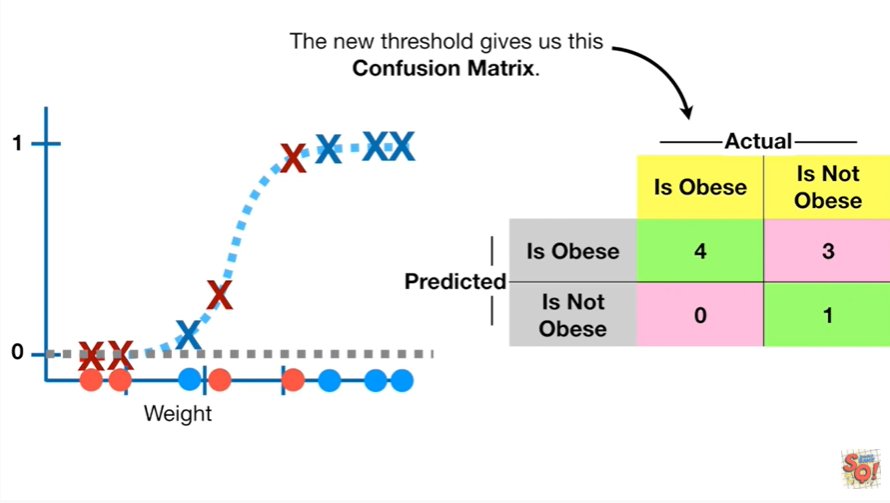 The new threshold gives us this
Confusion Matrix.
1
0
Weight
Actual
Is Obese
Is Not
Obese
Predicted
Is Obese
4
3
Is Not
Obese
0
1
SQ!